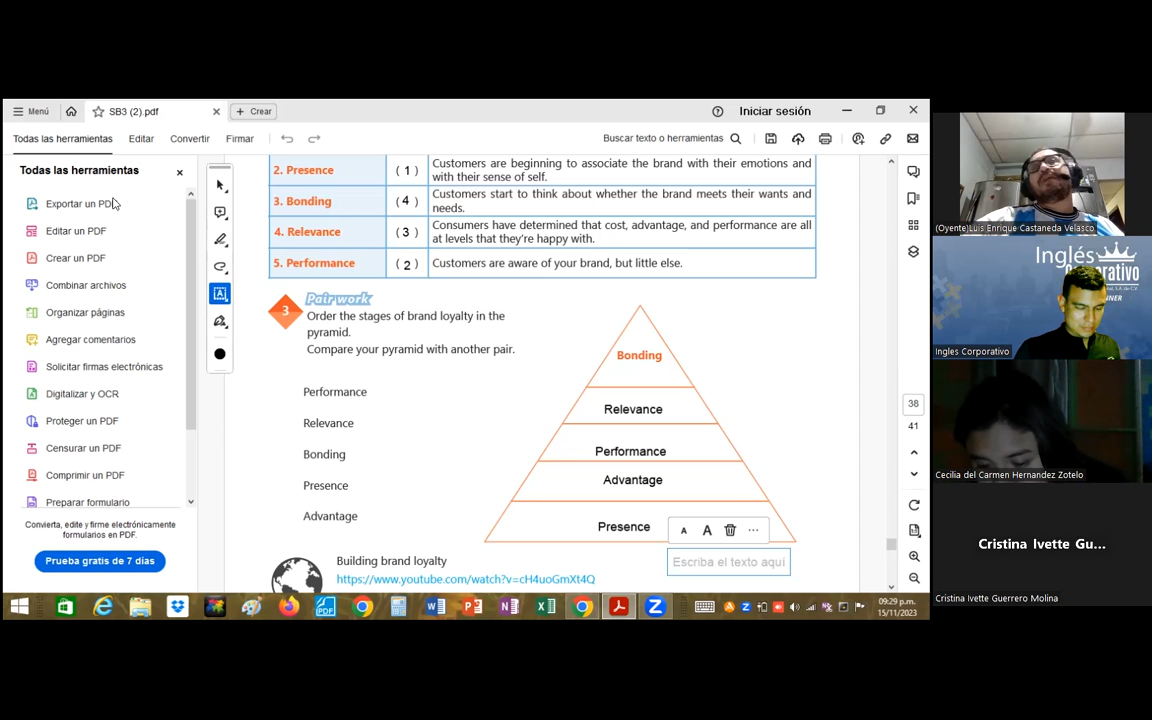 Menú
SB3 (2).pdf
Crear
Iniciar sesión
Todas las herramientas
Editar
Convertir
Firmar
Buscar texto o herramientas
Todas las herramientas
Exportar un PDF
Editar un PDF
Crear un PDF
Combinar archivos
Organizar páginas
Agregar comentarios
Solicitar firmas electrónicas
Digitalizar y OCR
Proteger un PDF
Censurar un PDF
Comprimir un PDF
Preparar formulario
Convierta, edite y firme electrónicamente
formularios en PDF.
Prueba gratis de 7 días
2. Presence ( 1 ) Customers are beginning to associate the brand with their emotions and
with their sense of self.
3. Bonding ( 4 ) Customers start to think about whether the brand meets their wants and
needs.
4. Relevance ( 3 ) Consumers have determined that cost, advantage, and performance are all
at levels that they're happy with.
5. Performance ( 2 ) Customers are aware of your brand, but little else.
3
Pair work
Order the stages of brand loyalty in the
pyramid.
Compare your pyramid with another pair.
Performance
Relevance
Bonding
Presence
Advantage
Bonding
Relevance
Performance
Advantage
Presence
A A ...
Escriba el texto aquí
Building brand loyalty
https://www.youtube.com/watch?v=cH4uoGmXt4Q
38
41
(Oyente)Luis Enrique Castaneda Velasco
Inglés
Corporativo
Ingles Corporativo
Cecilia del Carmen Hernandez Zotelo
Cristina Ivette Gu...
Cristina Ivette Guerrero Molina
09:29 p.m.
15/11/2023